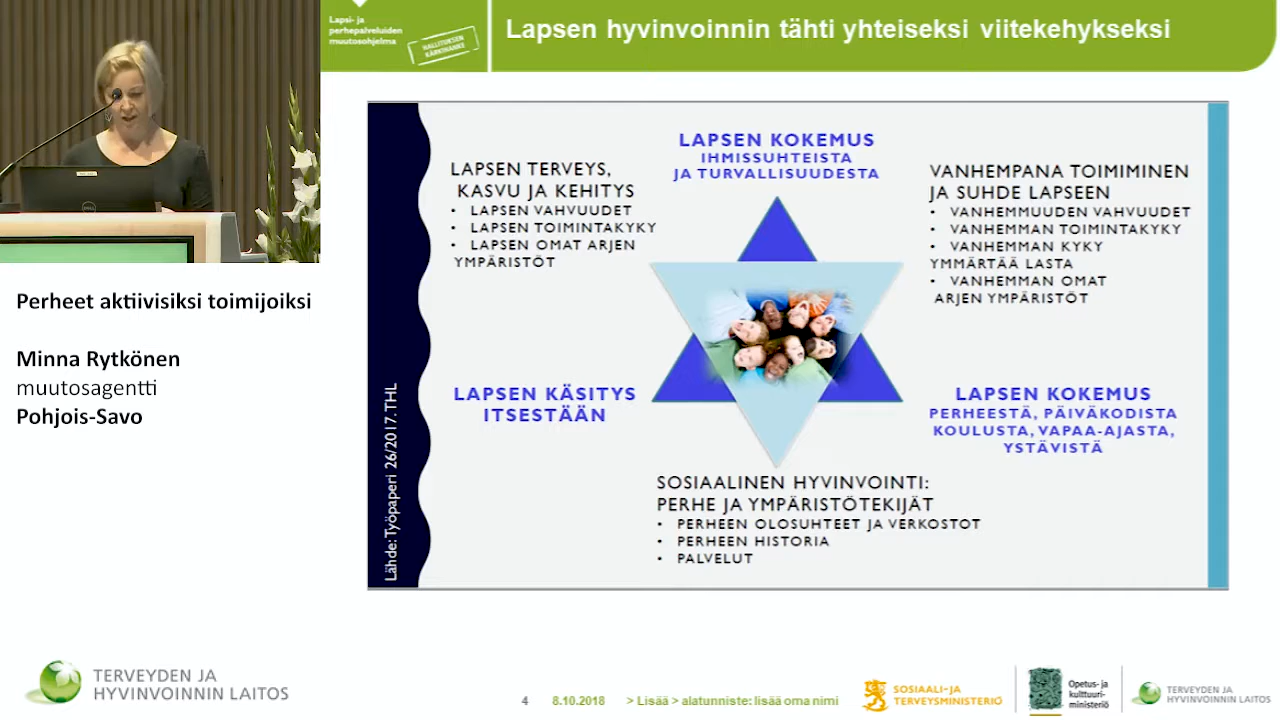 Lapsi- ja
perhepalveluiden
muutosohjelma
HALLITUKSEN
KÄRKIHANKE
Lapsen hyvinvoinnin tähti yhteiseksi viitekehykseksi
DELL
Perheet aktiivisiksi toimijoiksi
Minna Rytkönen
muutosagentti
Pohjois-Savo
Lähde: Työpaperi 26/2017. THL
LAPSEN KOKEMUS
IHMISSUHTEISTA
JA TURVALLISUUDESTA
LAPSEN TERVEYS,
KASVU JA KEHITYS
• LAPSEN VAHVUUDET
• LAPSEN TOIMINTAKYKY
• LAPSEN OMAT ARJEN
YMPÄRISTÖT
VANHEMPANA TOIMIMINEN
JA SUHDE LAPSEEN
• VANHEMMUUDEN VAHVUUDET
• VANHEMMAN TOIMINTAKYKY
• VANHEMMAN KYKY
YMMÄRTÄÄ LASTA
• VANHEMMAN OMAT
ARJEN YMPÄRISTÖT
LAPSEN KÄSITYS
ITSESTÄÄN
LAPSEN KOKEMUS
PERHEESTÄ, PÄIVÄKODISTA
KOULUSTA, VAPAA-AJASTA,
YSTÄVISTÄ
SOSIAALINEN HYVINVOINTI:
PERHE JA YMPÄRISTÖTEKIJÄT
• PERHEEN OLOSUHTEET JA VERKOSTOT
• PERHEEN HISTORIA
• PALVELUT
TERVEYDEN JA
HYVINVOINNIN LAITOS
4 8.10.2018 > Lisää > alatunniste: lisää oma nimi
SOSIAALI- JA
TERVEYSMINISTERIÖ
Opetus- ja
kulttuuri-
ministeriö
TERVEYDEN JA
HYVINVOINNIN LAITOS